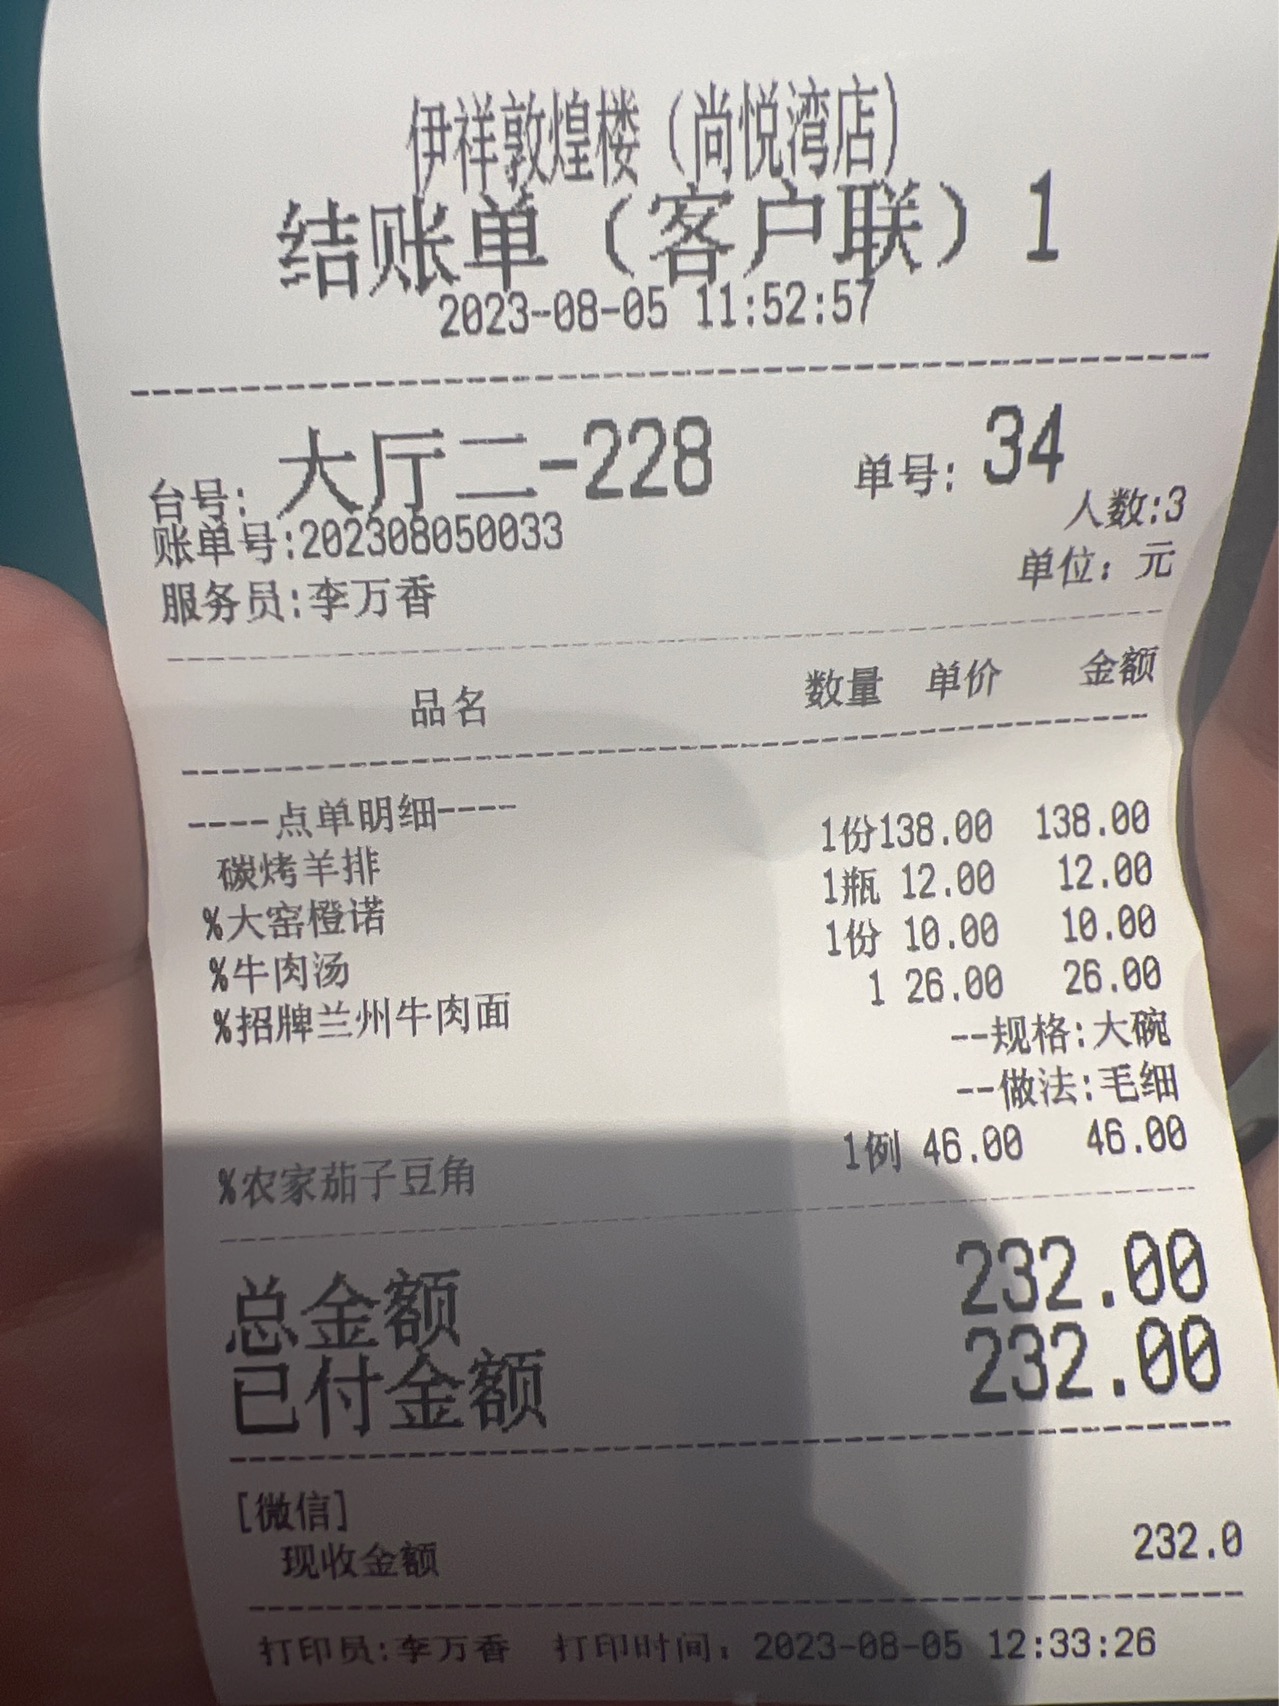 伊祥敦煌楼（尚悦湾店）
结账单（客户联）1
2023-08-05 11:52:57
台号: 大厅二-228 单号: 34
账单号:202308050033 人数:3
服务员:李万香 单位: 元
品名 数量 单价 金额
----点单明细----
碳烤羊排 1份138.00 138.00
%大窑橙诺 1瓶 12.00 12.00
%牛肉汤 1份 10.00 10.00
%招牌兰州牛肉面 1 26.00 26.00
--规格:大碗
--做法:毛细
%农家茄子豆角 1例 46.00 46.00
总金额 232.00
已付金额 232.00
[微信]
现收金额 232.0
打印员:李万香 打印时间: 2023-08-05 12:33:26